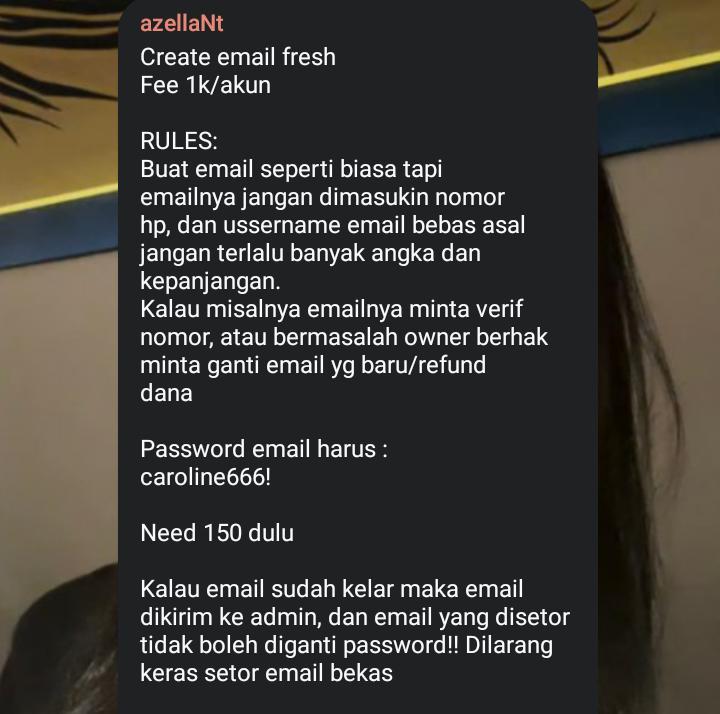 azellaNt
Create email fresh
Fee 1k/akun
RULES:
Buat email seperti biasa tapi
emailnya jangan dimasukin nomor
hp, dan ussername email bebas asal
jangan terlalu banyak angka dan
kepanjangan.
Kalau misalnya emailnya minta verif
nomor, atau bermasalah owner berhak
minta ganti email yg baru/refund
dana
Password email harus :
caroline666!
Need 150 dulu
Kalau email sudah kelar maka email
dikirim ke admin, dan email yang disetor
tidak boleh diganti password!! Dilarang
keras setor email bekas